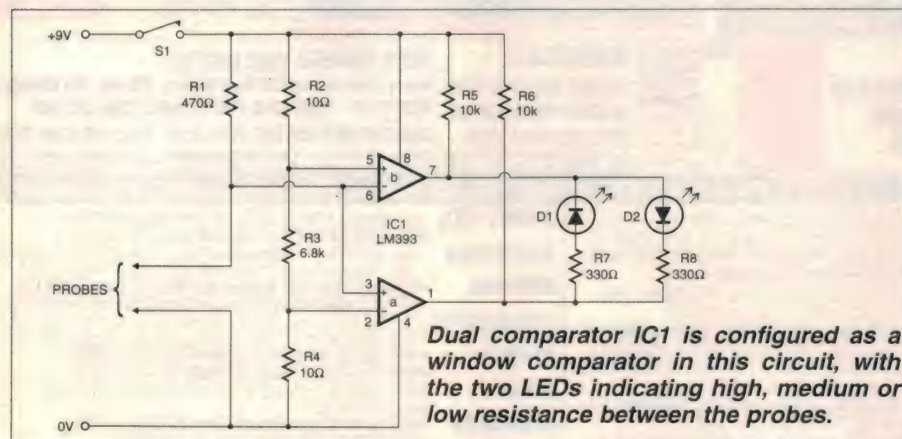 +9V
S1
R1
470Ω
R2
10Ω
R5
10k
R6
10k
5
8
+
b
7
6
–
IC1
LM393
D1
D2
R3
6.8k
R7
330Ω
R8
330Ω
PROBES
3
+
a
1
2
–
4
R4
10Ω
0V
Dual comparator IC1 is configured as a
window comparator in this circuit, with
the two LEDs indicating high, medium or
low resistance between the probes.